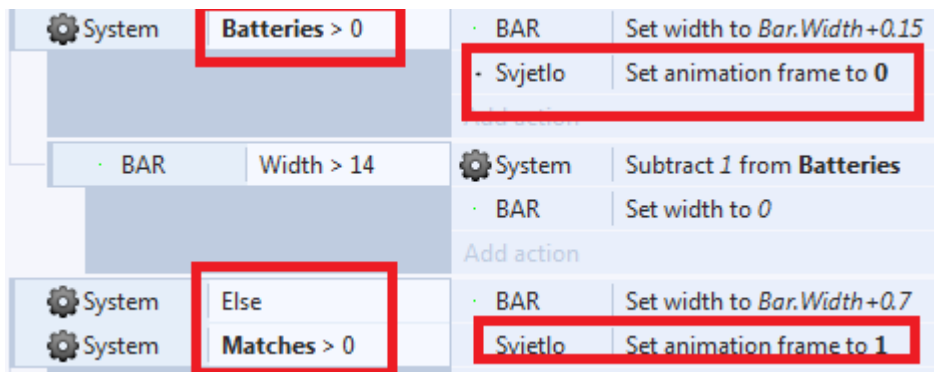 System Batteries > 0 BAR Set width to Bar.Width+0.15
Svjetlo Set animation frame to 0
Add action
BAR Width > 14 System Subtract 1 from Batteries
BAR Set width to 0
Add action
System Else BAR Set width to Bar.Width+0.7
System Matches > 0 Svjetlo Set animation frame to 1